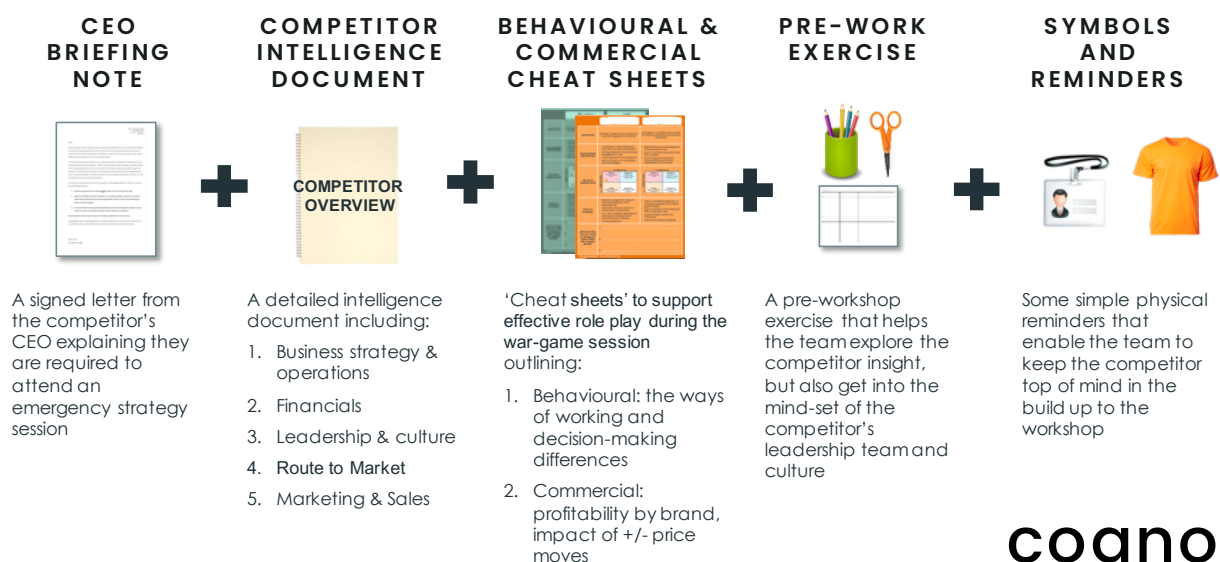 CEO
BRIEFING
NOTE
COMPETITOR
INTELLIGENCE
DOCUMENT
BEHAVIOURAL &
COMMERCIAL
CHEAT SHEETS
PRE-WORK
EXERCISE
SYMBOLS
AND
REMINDERS
COMPETITOR
OVERVIEW
A signed letter from
the competitor's
CEO explaining they
are required to
attend an
emergency strategy
session
A detailed intelligence
document including:
1. Business strategy &
operations
2. Financials
3. Leadership & culture
4. Route to Market
5. Marketing & Sales
‘Cheat sheets’ to support
effective role play during the
war-game session
outlining:
1. Behavioural: the ways
of working and
decision-making
differences
2. Commercial:
profitability by brand,
impact of +/- price
moves
A pre-workshop
exercise that helps
the team explore the
competitor insight,
but also get into the
mind-set of the
competitor's
leadership team and
culture
Some simple physical
reminders that
enable the team to
keep the competitor
top of mind in the
build up to the
workshop